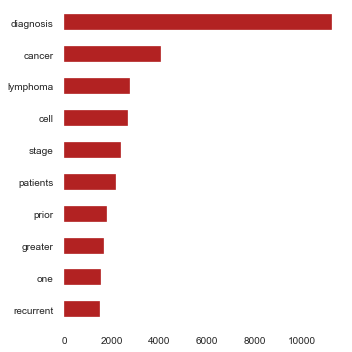 diagnosis
cancer
lymphoma
cell
stage
patients
prior
greater
one
recurrent
0 2000 4000 6000 8000 10000